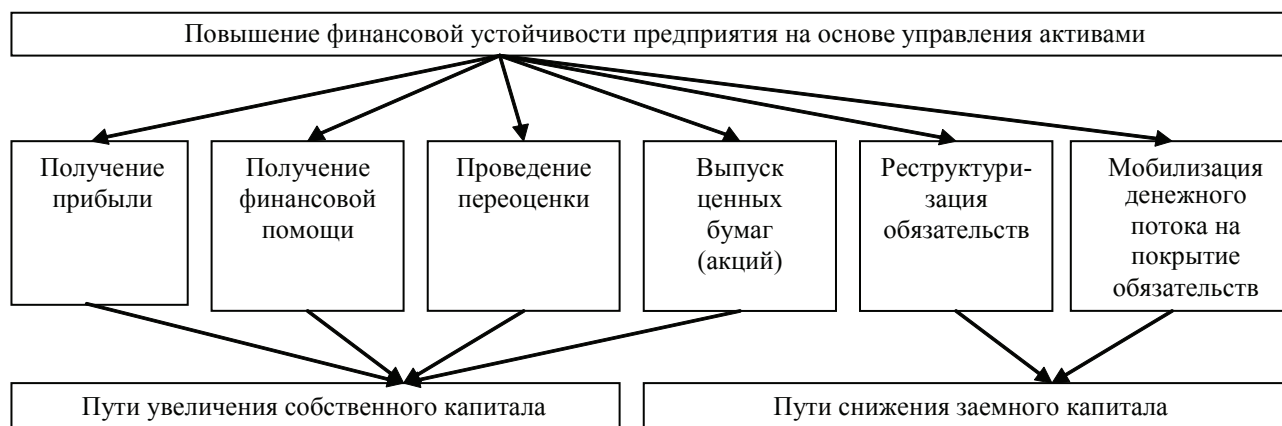 Повышение финансовой устойчивости предприятия на основе управления активами
Получение
прибыли
Получение
финансовой
помощи
Проведение
переоценки
Выпуск
ценных
бумаг
(акций)
Реструктури-
зация
обязательств
Мобилизация
денежного
потока на
покрытие
обязательств
Пути увеличения собственного капитала
Пути снижения заемного капитала